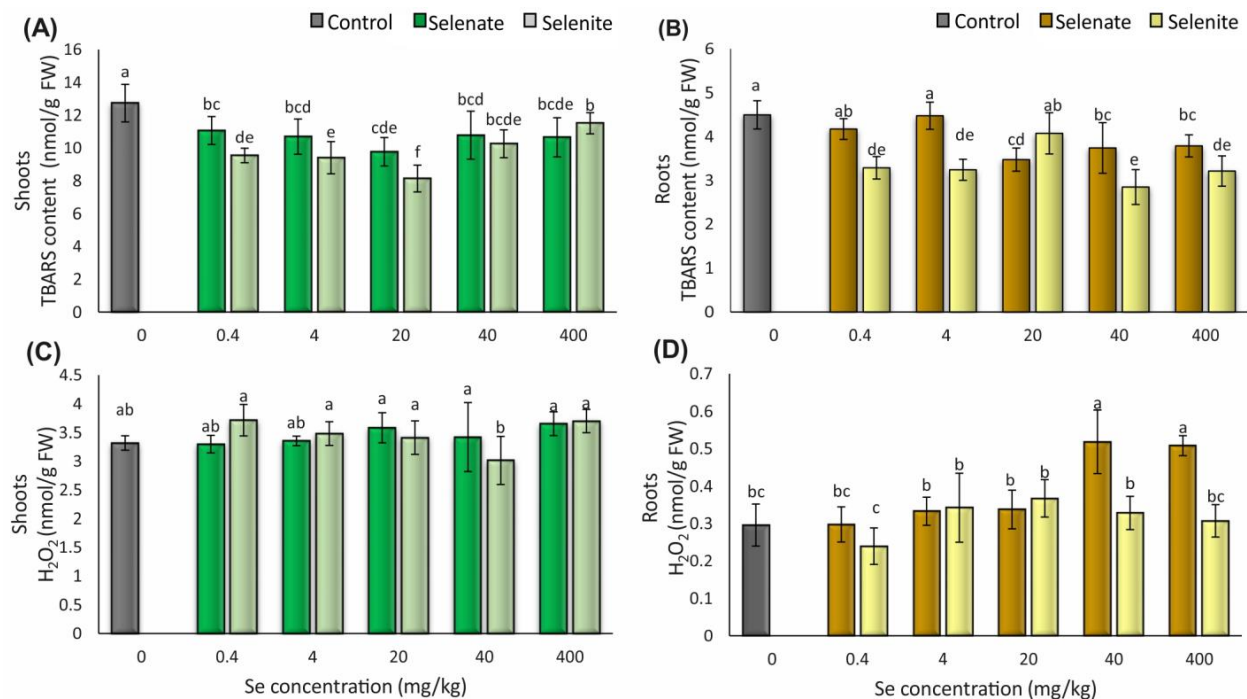 (A)
Control Selenate Selenite
Shoots
TBARS content (nmol/g FW)
16
14
12
10
8
6
4
2
0
a
bc
de
bcd
e
cde
f
bcd
bcde
bcde
b
0 0.4 4 20 40 400
(B)
Control Selenate Selenite
Roots
TBARS content (nmol/g FW)
6
5
4
3
2
1
0
a
ab
de
a
de
cd
ab
bc
e
bc
de
0 0.4 4 20 40 400
(C)
Shoots
H₂O₂ (nmol/g FW)
4.5
4
3.5
3
2.5
2
1.5
1
0.5
0
ab
ab
a
ab
a
a
a
a
b
a
a
0 0.4 4 20 40 400
Se concentration (mg/kg)
(D)
Roots
H₂O₂ (nmol/g FW)
0.7
0.6
0.5
0.4
0.3
0.2
0.1
0
bc
bc
c
b
b
b
b
a
b
a
bc
0 0.4 4 20 40 400
Se concentration (mg/kg)